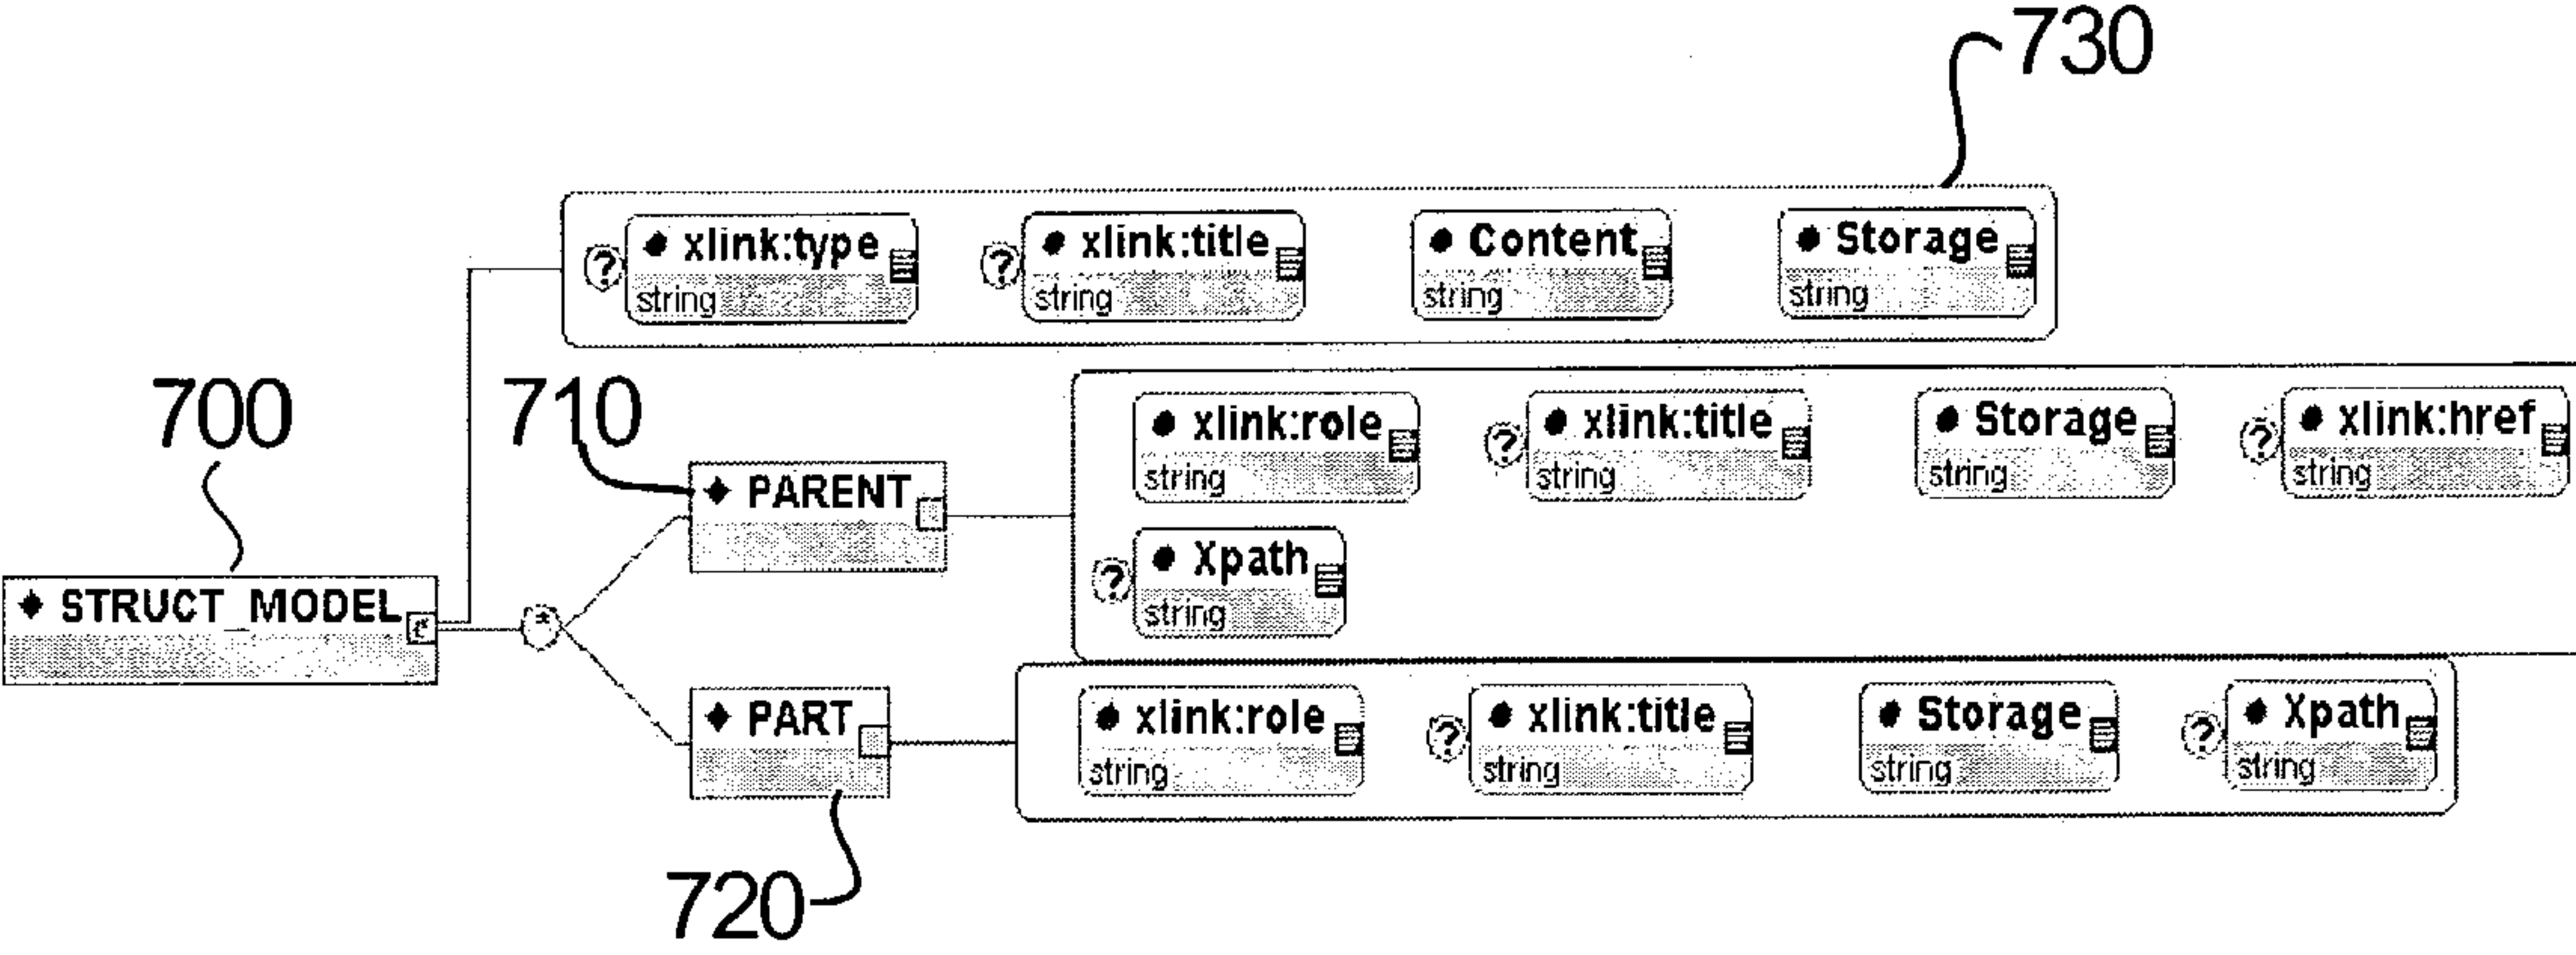 730
? xlink:type ? xlink:title Content Storage
string string string string
700 710
xlink:role ? xlink:title Storage ? xlink:href
string string string string
PARENT
? Xpath
string
STRUCT_MODEL *
PART
xlink:role ? xlink:title Storage ? Xpath
string string string string
720